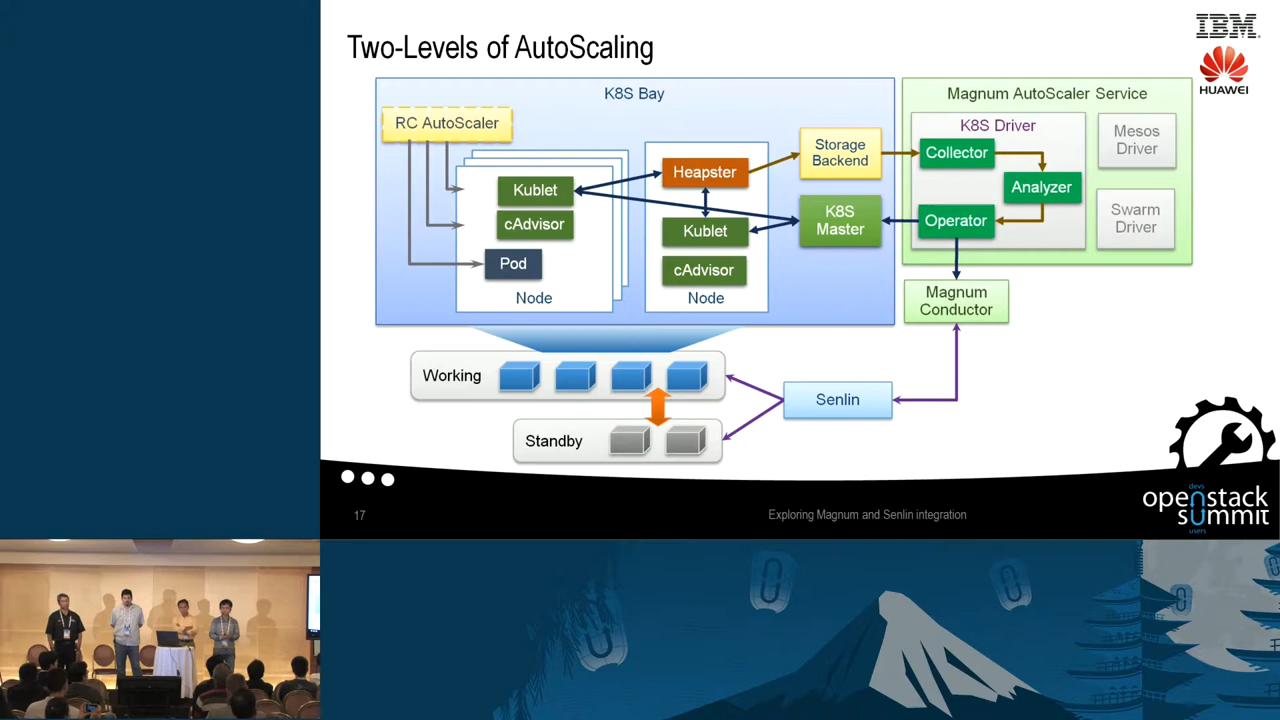 Two-Levels of AutoScaling
IBM
HUAWEI
K8S Bay
RC AutoScaler
Kublet
cAdvisor
Pod
Node
Heapster
Kublet
cAdvisor
Node
Storage
Backend
K8S
Master
Magnum AutoScaler Service
K8S Driver
Collector
Analyzer
Operator
Mesos
Driver
Swarm
Driver
Magnum
Conductor
Working
Standby
Senlin
17
Exploring Magnum and Senlin integration
devs
openstack
summit
users